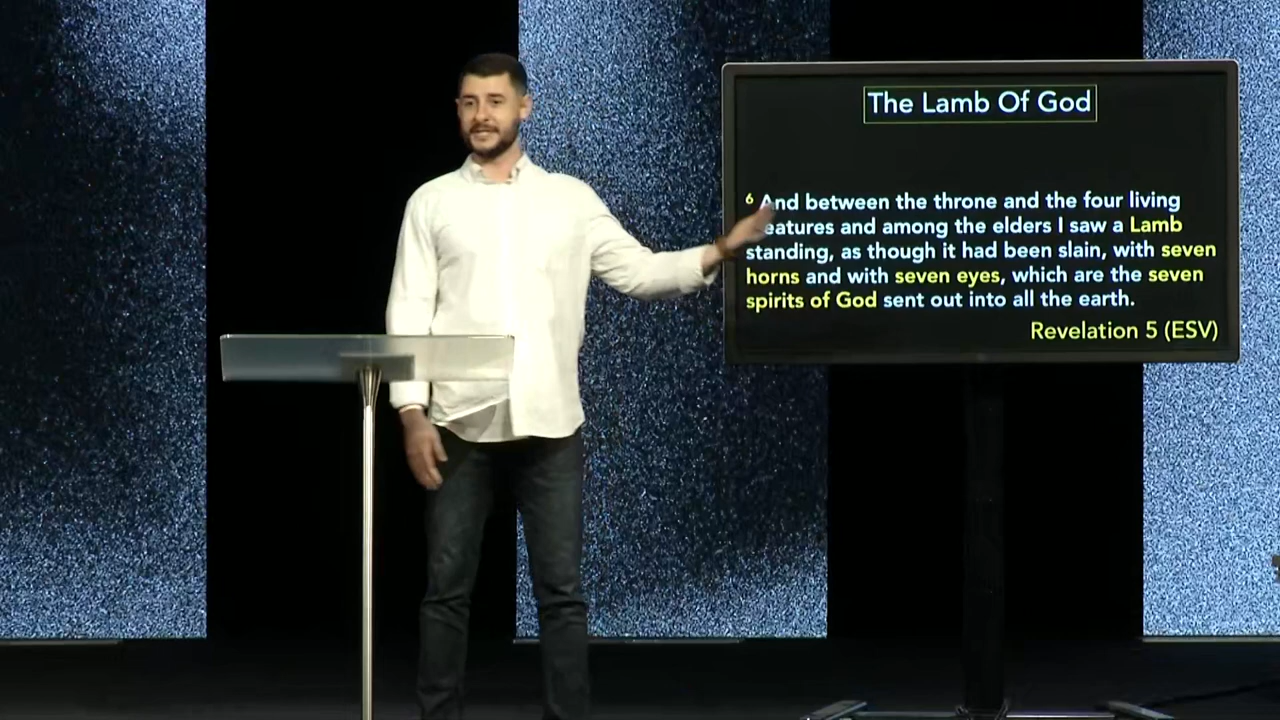 The Lamb Of God
6 And between the throne and the four living
eatures and among the elders I saw a Lamb
standing, as though it had been slain, with seven
horns and with seven eyes, which are the seven
spirits of God sent out into all the earth.
Revelation 5 (ESV)